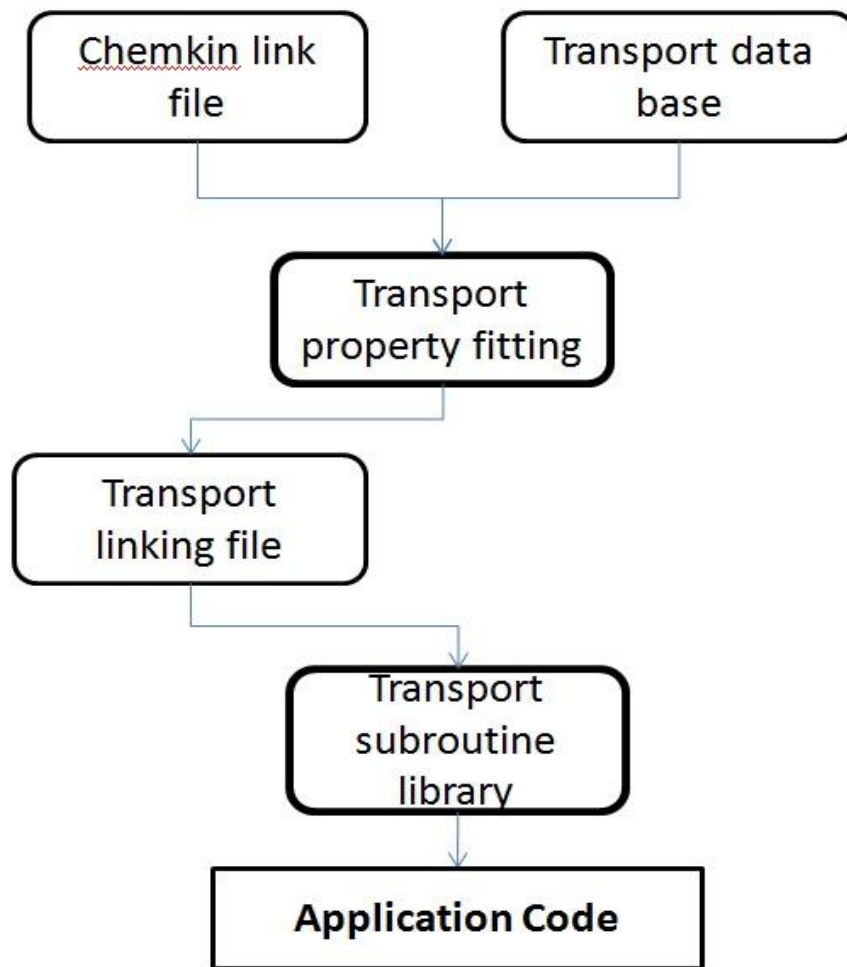 Chemkin link
file
Transport data
base
Transport
property fitting
Transport
linking file
Transport
subroutine
library
Application Code